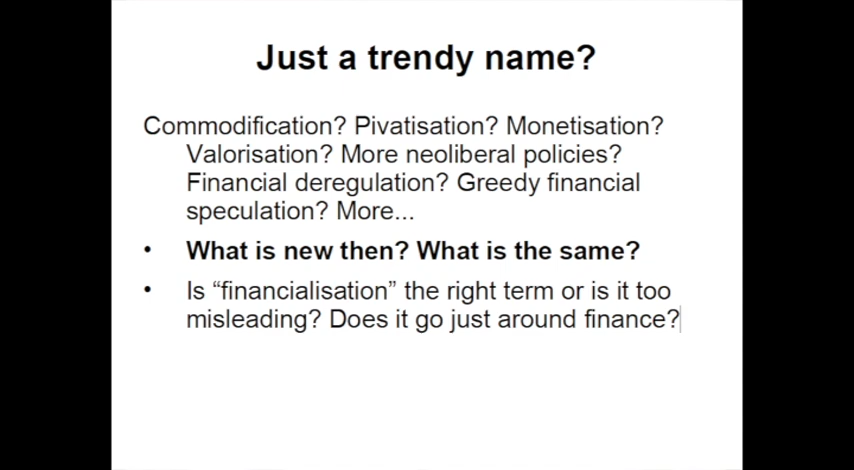 Just a trendy name?
Commodification? Pivatisation? Monetisation?
Valorisation? More neoliberal policies?
Financial deregulation? Greedy financial
speculation? More...
• What is new then? What is the same?
• Is “financialisation” the right term or is it too
misleading? Does it go just around finance?